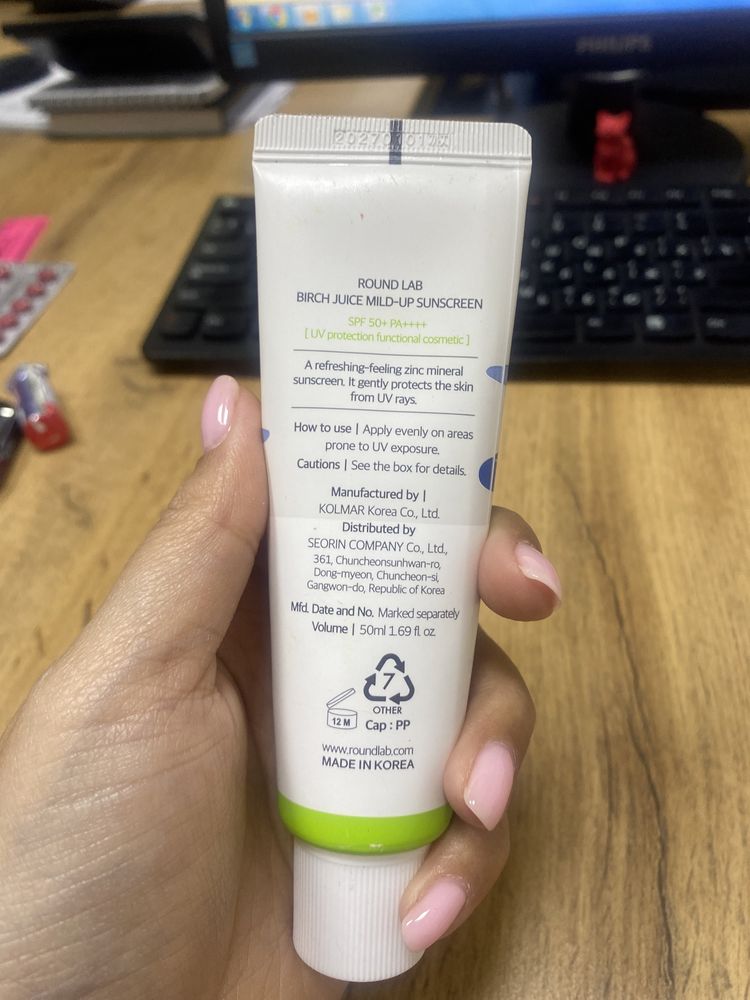 ROUND LAB
BIRCH JUICE MILD-UP SUNSCREEN
SPF 50+ PA++++
[ UV protection functional cosmetic ]
A refreshing-feeling zinc mineral
sunscreen. It gently protects the skin
from UV rays.
How to use | Apply evenly on areas
prone to UV exposure.
Cautions | See the box for details.
Manufactured by |
KOLMAR Korea Co., Ltd.
Distributed by
SEORIN COMPANY Co., Ltd.,
361, Chuncheonsunhwan-ro,
Dong-myeon, Chuncheon-si,
Gangwon-do, Republic of Korea
Mfd. Date and No. Marked separately
Volume | 50ml 1.69 fl. oz.
7
OTHER
12 M
Cap : PP
www.roundlab.com
MADE IN KOREA
PHILIPS